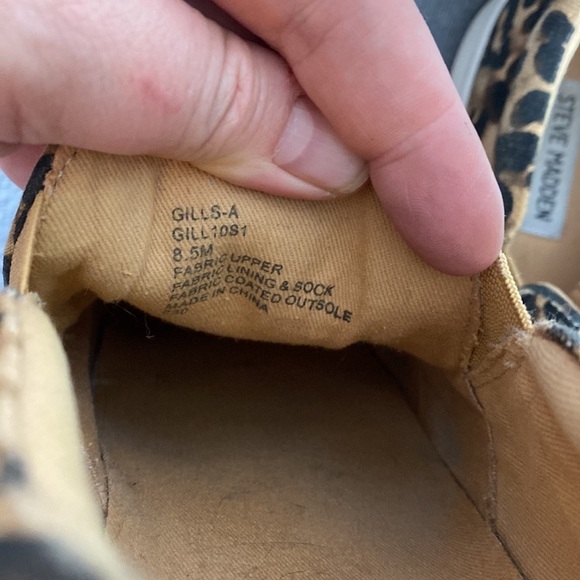 GILLS-A
GILL10S1
8.5M
FABRIC UPPER
FABRIC LINING & SOCK
FABRIC COATED OUTSOLE
MADE IN CHINA
STEVE MADDEN